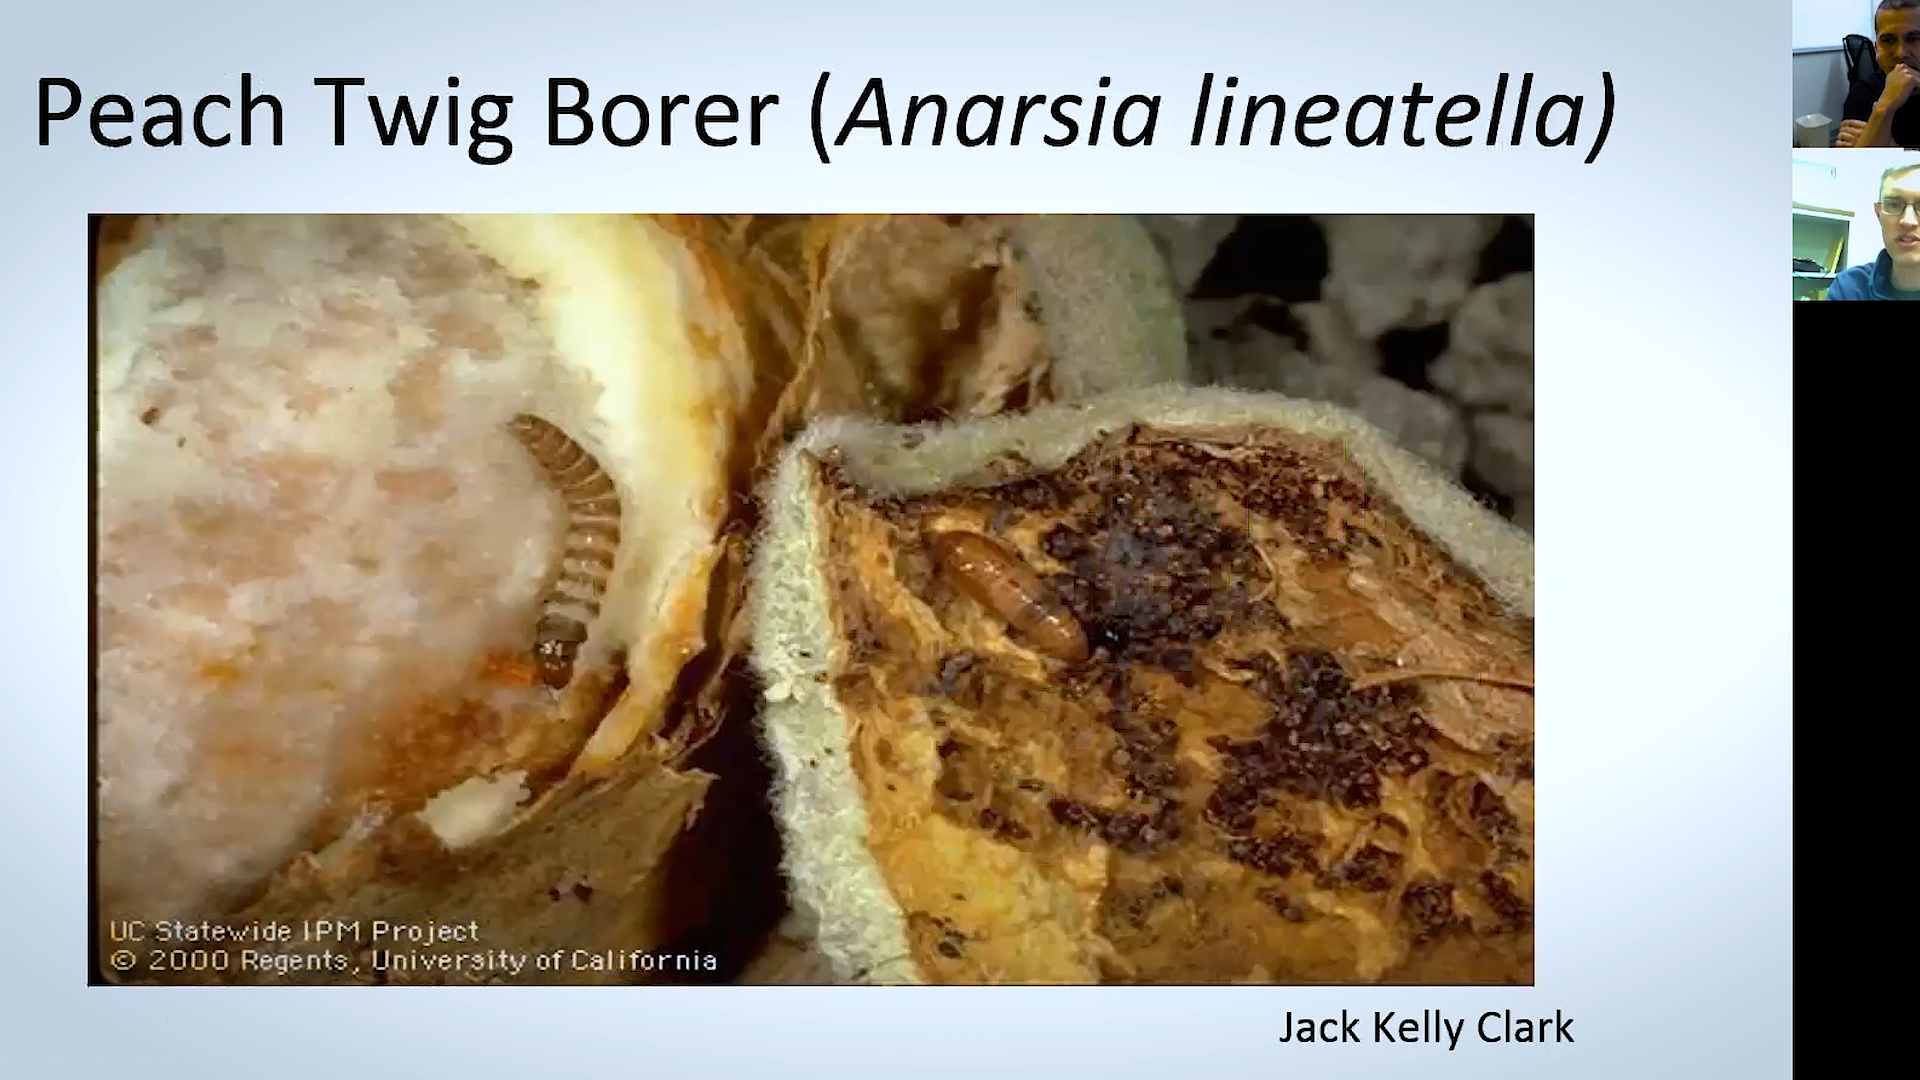 Peach Twig Borer (Anarsia lineatella)
UC Statewide IPM Project
© 2000 Regents, University of California
Jack Kelly Clark